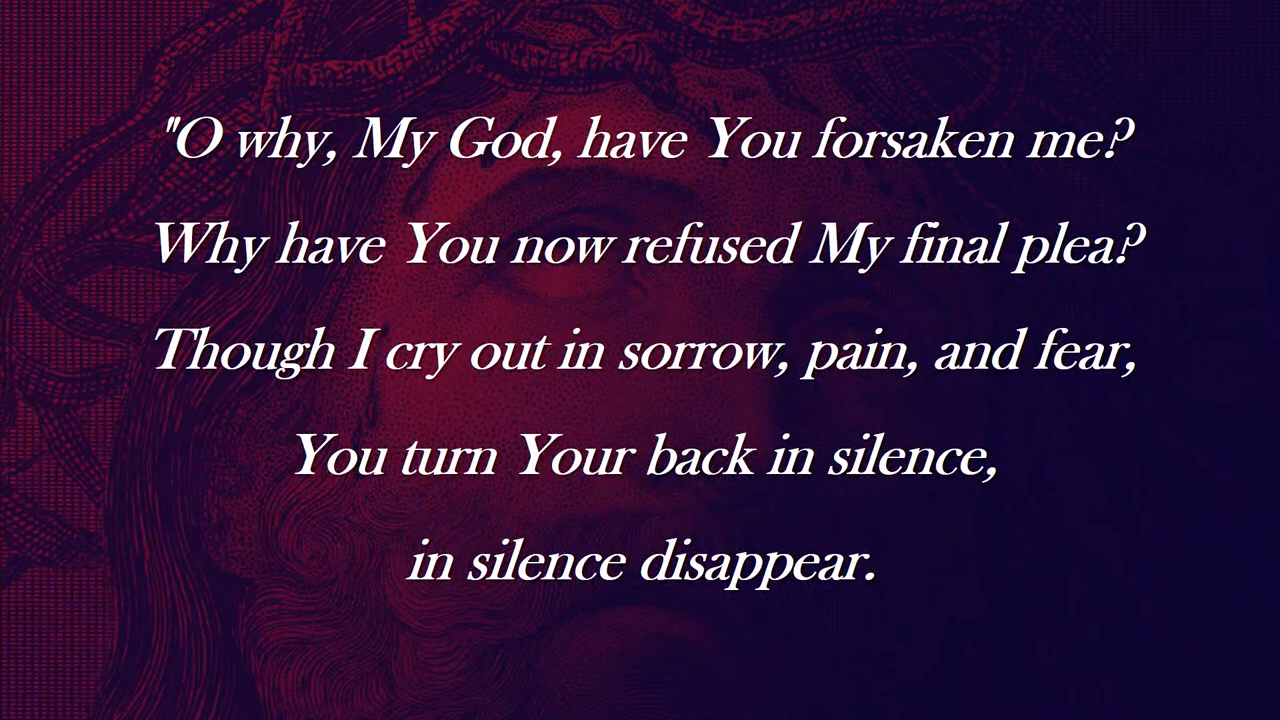 "O why, My God, have You forsaken me?
Why have You now refused My final plea?
Though I cry out in sorrow, pain, and fear,
You turn Your back in silence,
in silence disappear.